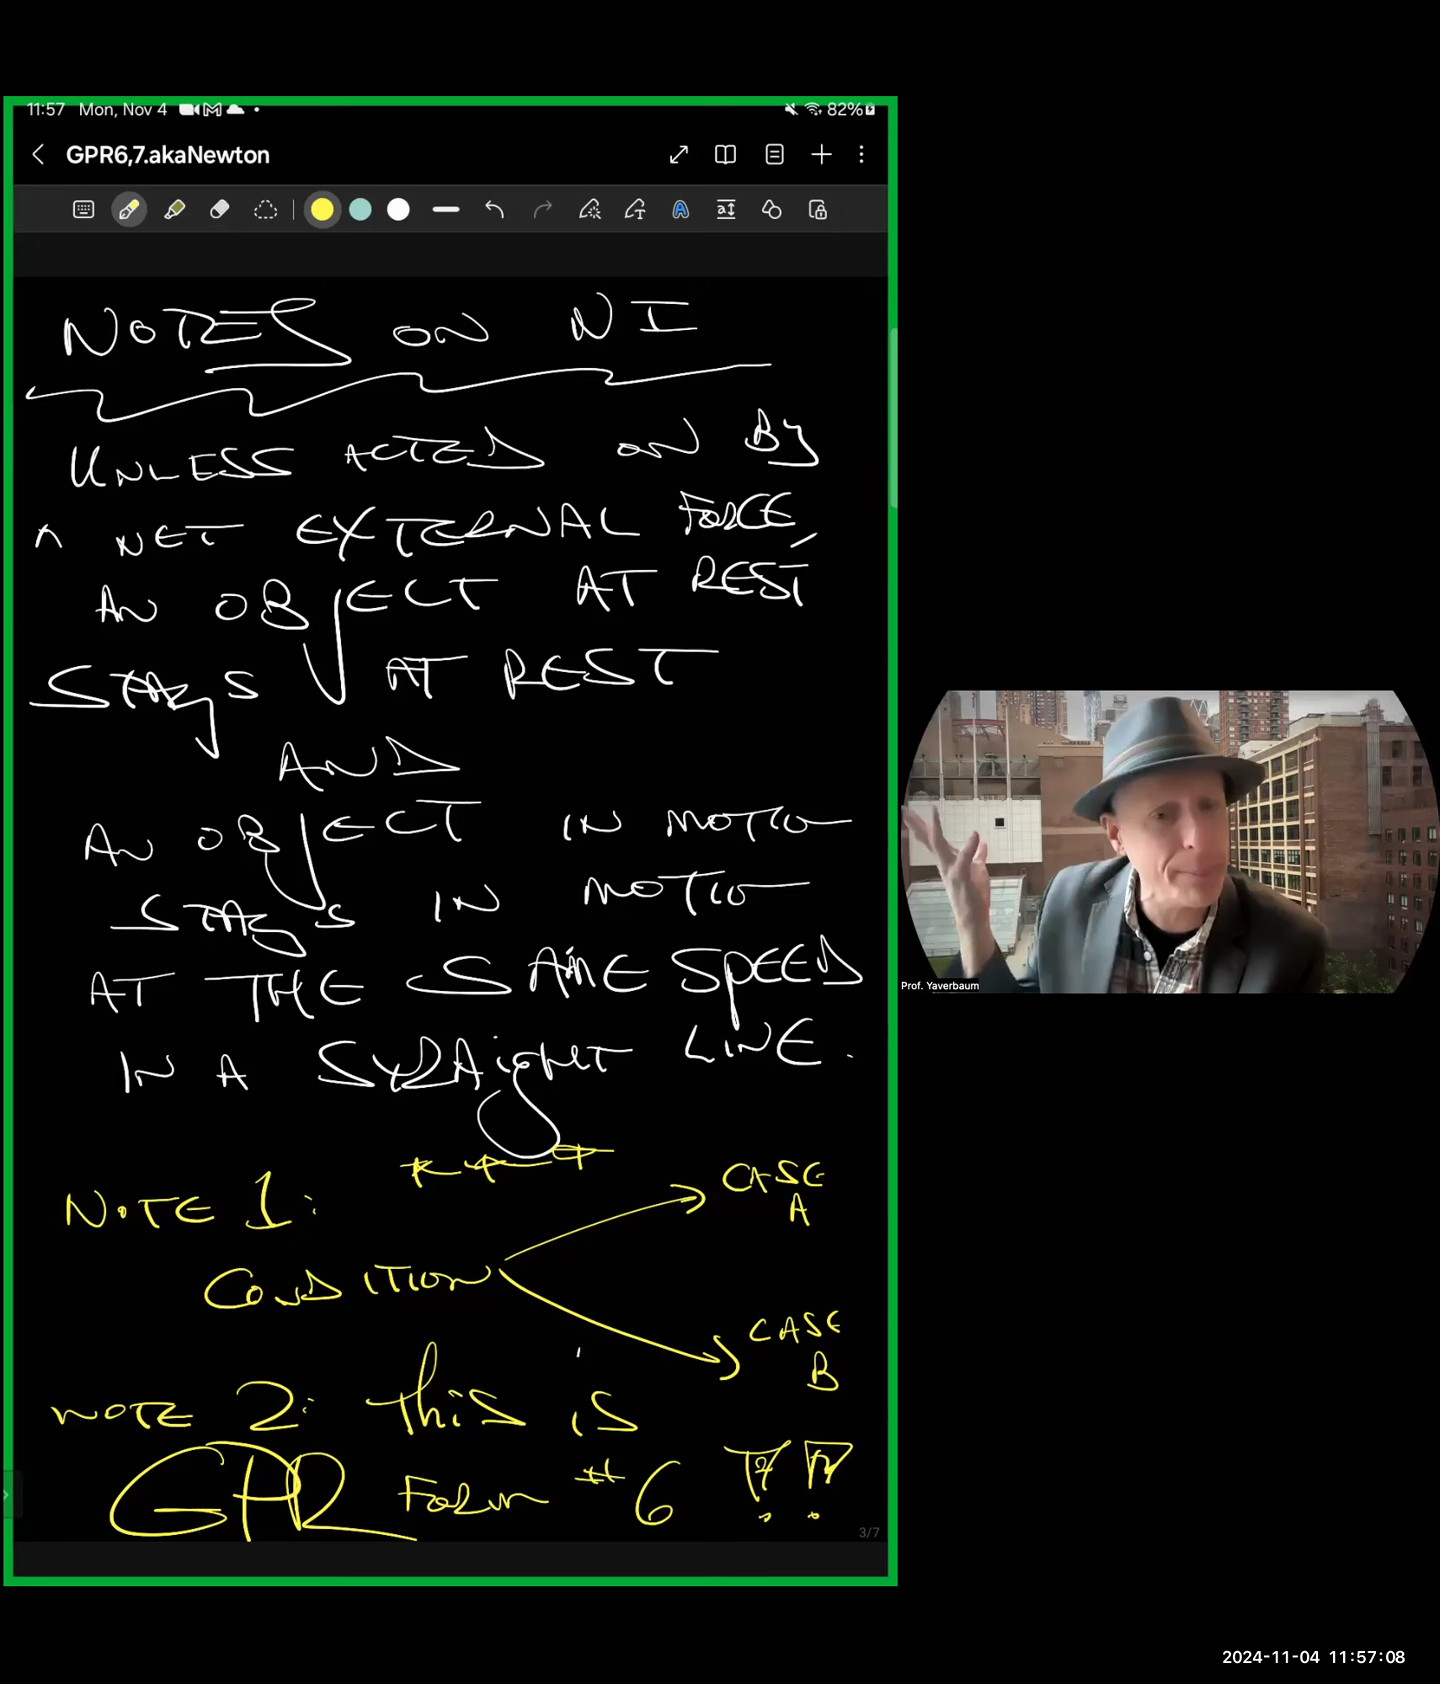 11:57 Mon, Nov 4 82%
GPR6,7.akaNewton
NOTES ON NI
UNLESS ACTED ON BY
A NET EXTERNAL FORCE,
AN OBJECT AT REST
STAYS AT REST
AND
AN OBJECT IN MOTION
STAYS IN MOTION
AT THE SAME SPEED
IN A STRAIGHT LINE.
NOTE 1:
CASE
A
CONDITION
CASE
B
NOTE 2: this is
GPR FORM #6 !!
3/7
Prof. Yaverbaum
2024-11-04 11:57:08